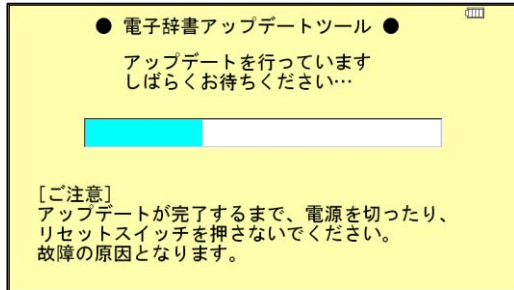 ● 電子辞書アップデートツール ●
アップデートを行っています
しばらくお待ちください…
[ご注意]
アップデートが完了するまで、電源を切ったり、
リセットスイッチを押さないでください。
故障の原因となります。